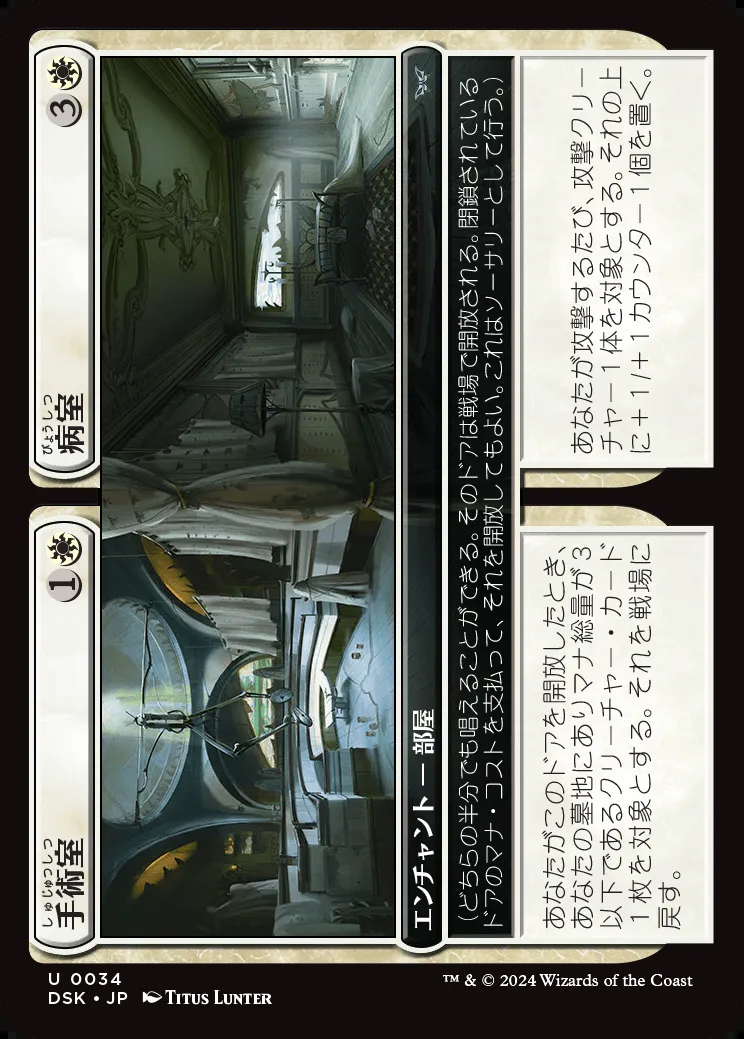 しゅじゅつしつ
手術室
1
びょうしつ
病室
3
エンチャント — 部屋
(どちらの半分でも唱えることができる。そのドアは戦場で開放される。閉鎖されている
ドアのマナ・コストを支払って、それを開放してもよい。これはソーサリーとして行う。)
あなたがこのドアを開放したとき、
あなたの墓地にありマナ総量が3
以下であるクリーチャー・カード
1枚を対象とする。それを戦場に
戻す。
あなたが攻撃するたび、攻撃クリー
チャー1体を対象とする。それの上
に+1/+1カウンター1個を置く。
U 0034
DSK • JP Titus Lunter
™ & © 2024 Wizards of the Coast